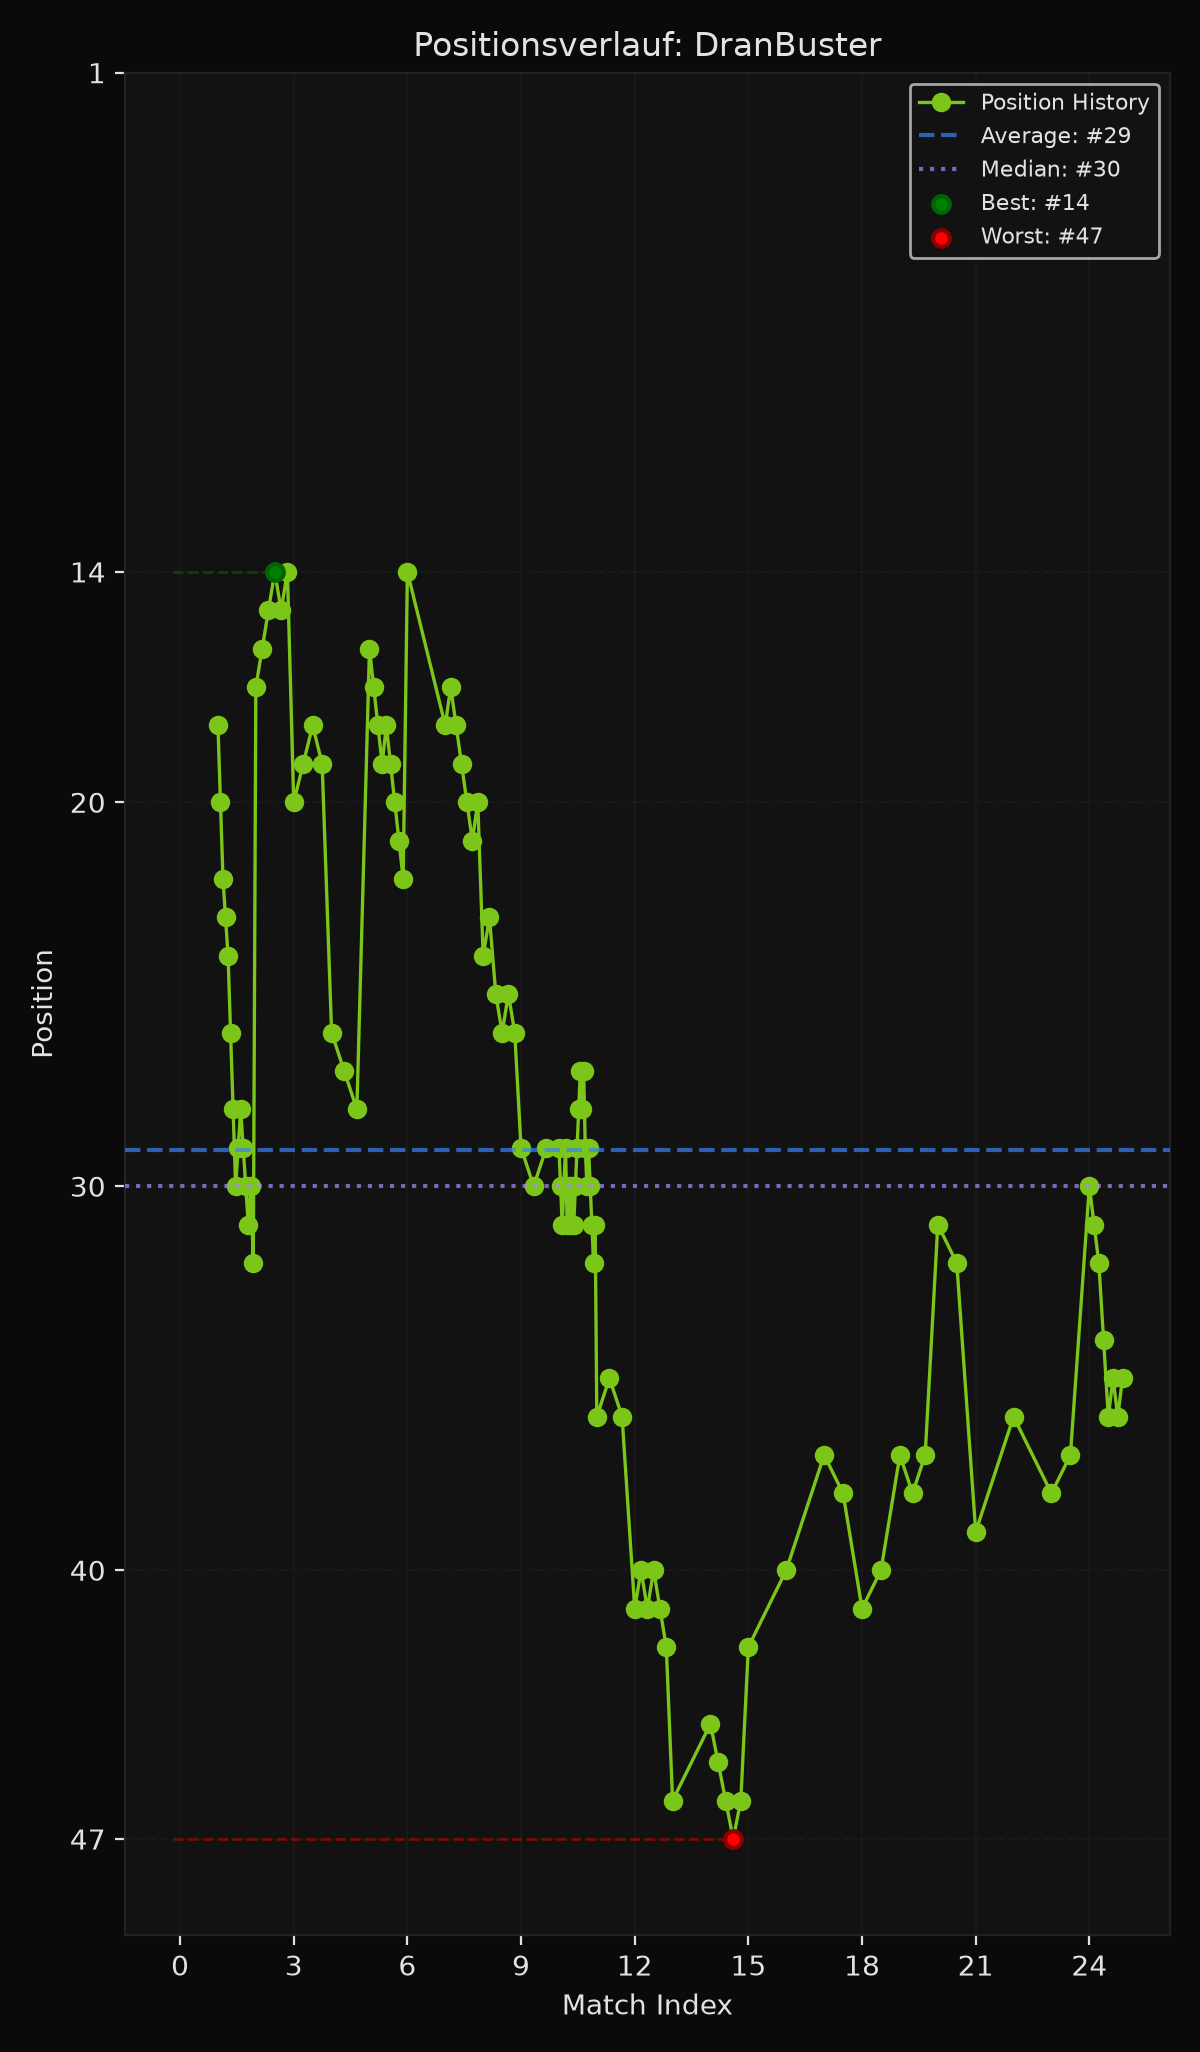 Positionsverlauf: DranBuster
Position History
Average: #29
Median: #30
Best: #14
Worst: #47
1
14
20
30
40
47
Position
0 3 6 9 12 15 18 21 24
Match Index